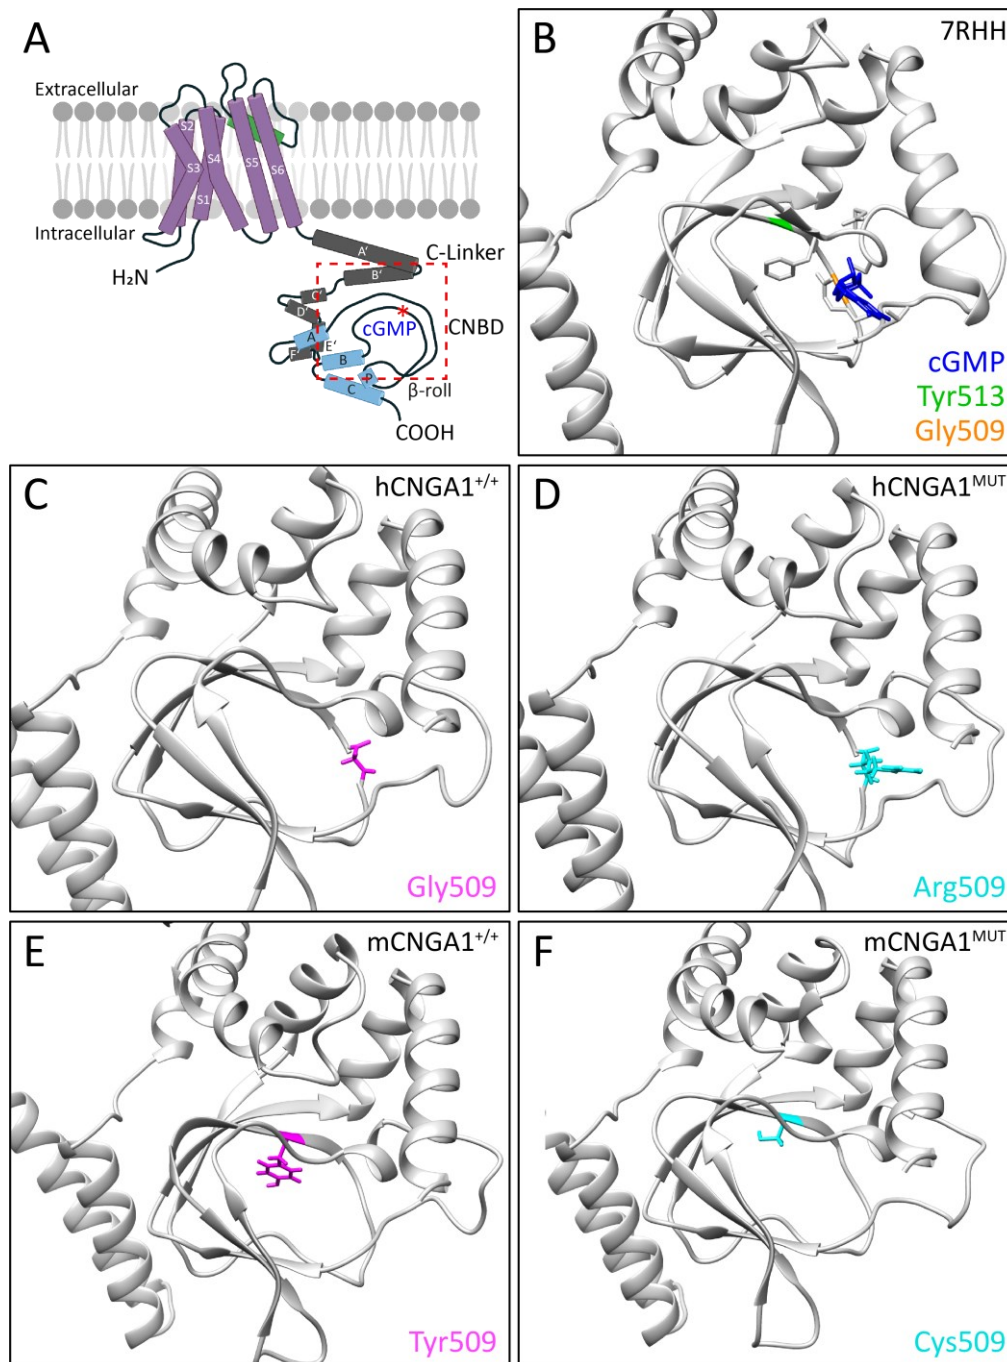 A
Extracellular
S2
S4
S3
S5
S6
S1
Intracellular
H₂N
A'
C-Linker
B'
C'
D'
*
cGMP
CNBD
A
E'
F'
B
P
β-roll
C
COOH
B
7RHH
cGMP
Tyr513
Gly509
C
hCNGA1+/+
Gly509
D
hCNGA1MUT
Arg509
E
mCNGA1+/+
Tyr509
F
mCNGA1MUT
Cys509